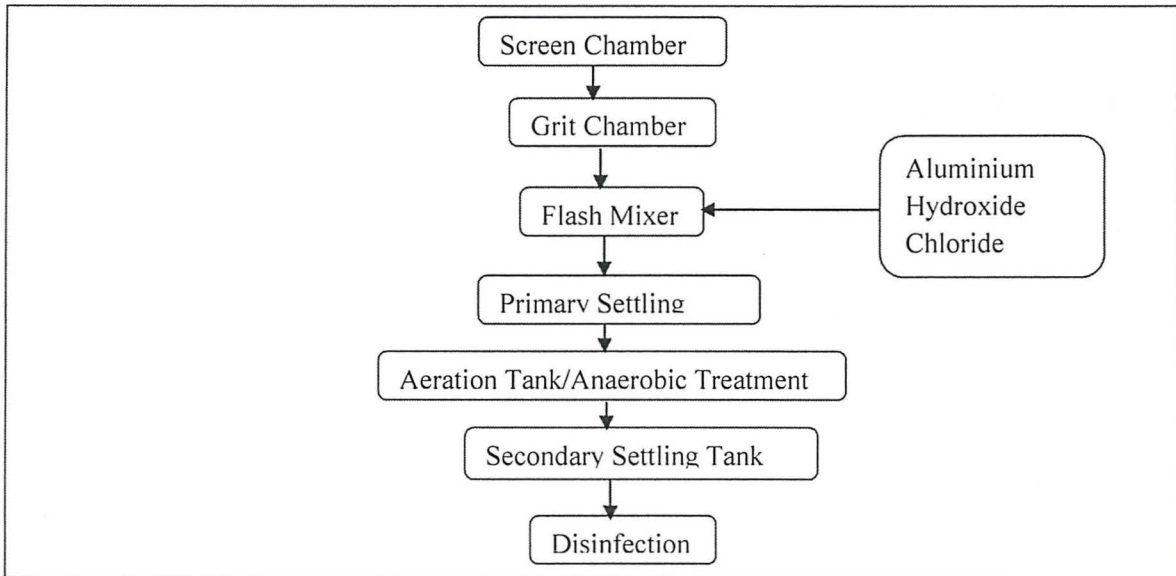 Screen Chamber
Grit Chamber
Flash Mixer
Aluminium
Hydroxide
Chloride
Primary Settling
Aeration Tank/Anaerobic Treatment
Secondary Settling Tank
Disinfection